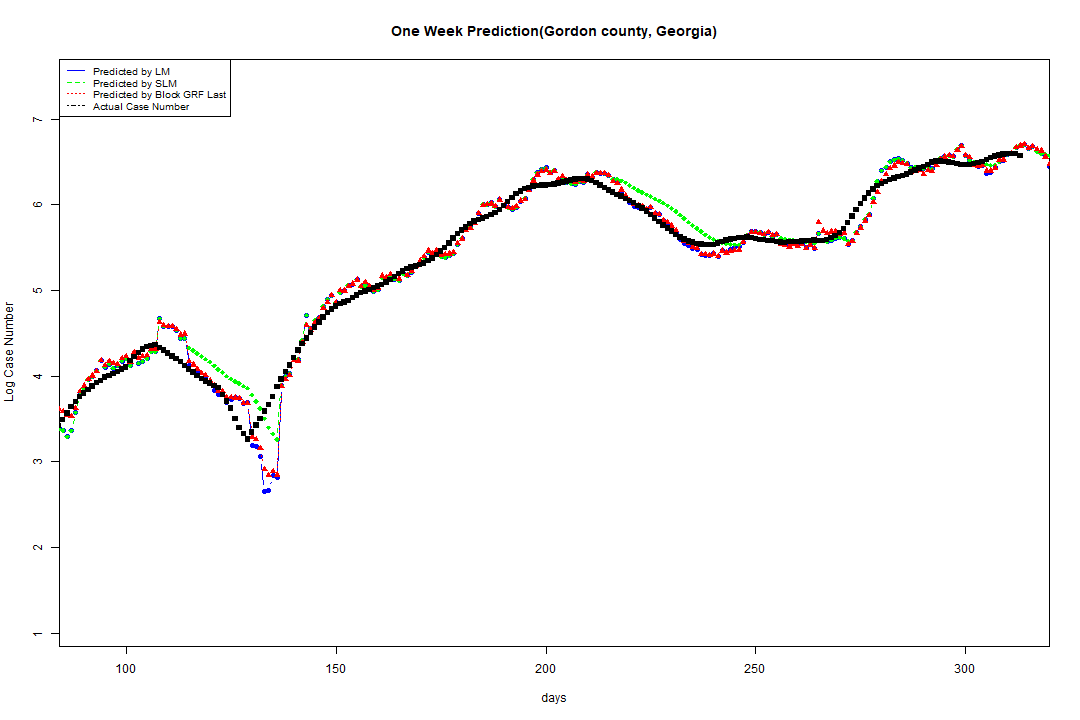 One Week Prediction(Gordon county, Georgia)
Predicted by LM
Predicted by SLM
Predicted by Block GRF Last
Actual Case Number
7
6
5
4
3
2
1
Log Case Number
100 150 200 250 300
days